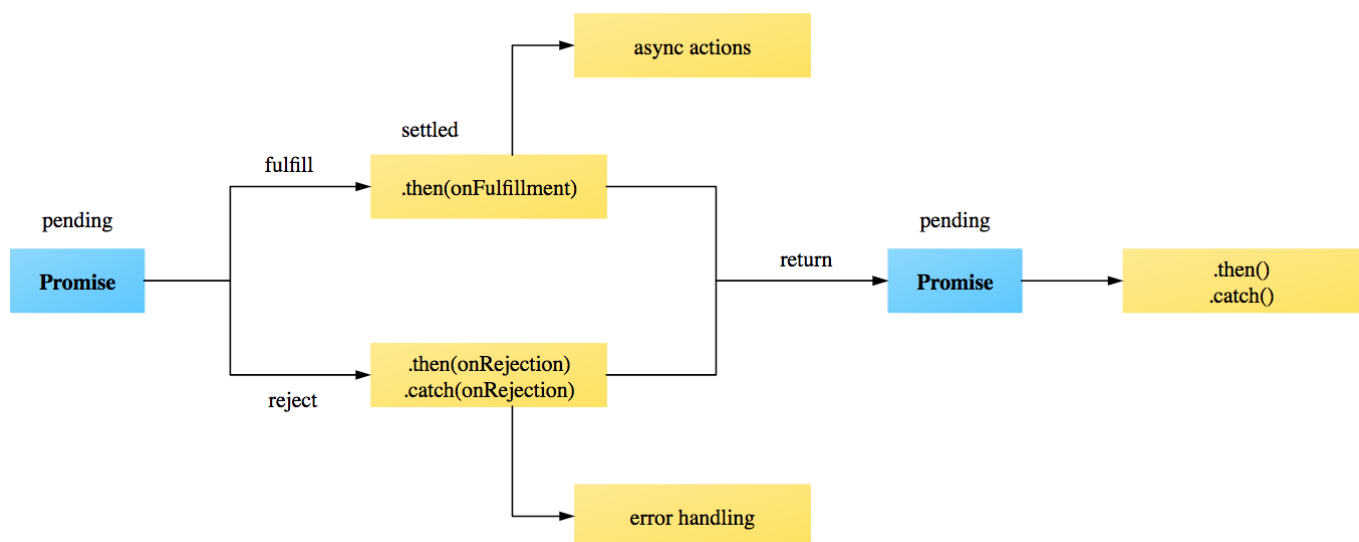 async actions
settled
fulfill
.then(onFulfillment)
pending
Promise
return
pending
Promise
.then()
.catch()
.then(onRejection)
.catch(onRejection)
reject
error handling